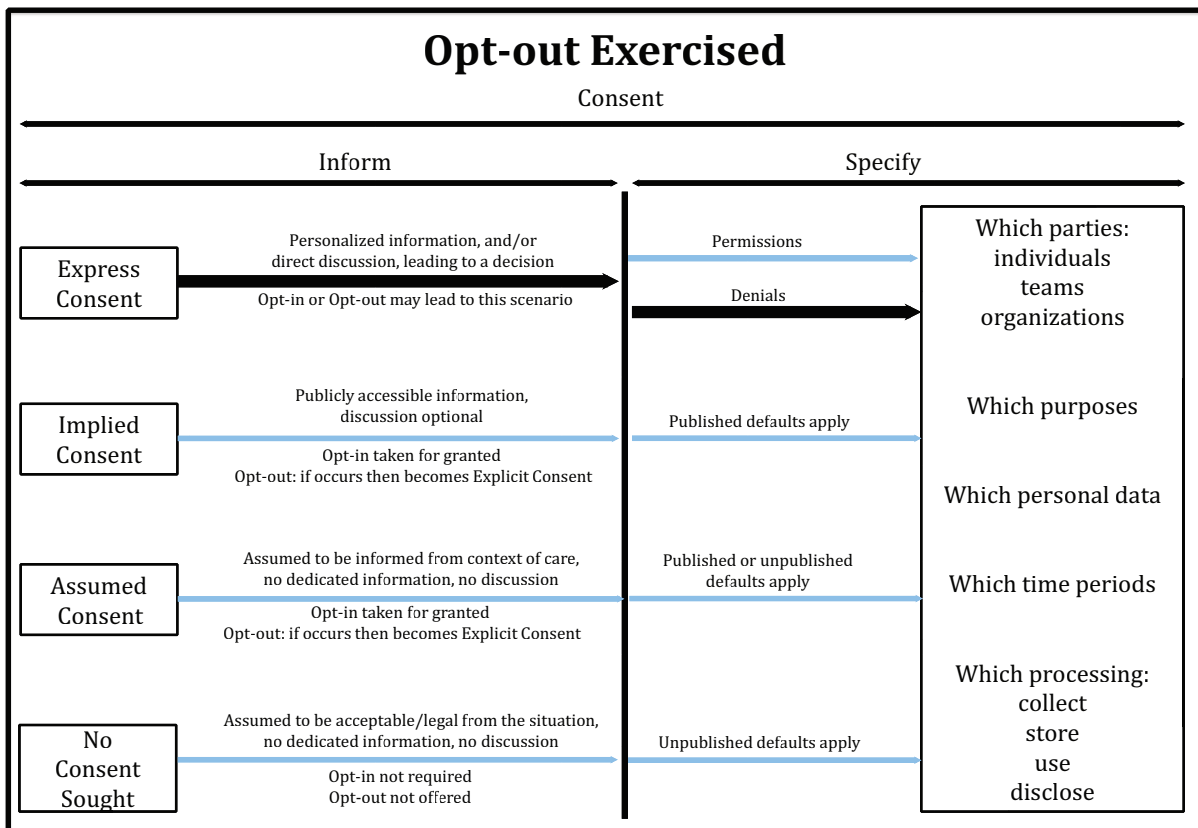 Opt-out Exercised
Consent
Inform
Specify
Express
Consent
Personalized information, and/or
direct discussion, leading to a decision
Opt-in or Opt-out may lead to this scenario
Permissions
Denials
Which parties:
individuals
teams
organizations
Implied
Consent
Publicly accessible information,
discussion optional
Opt-in taken for granted
Opt-out: if occurs then becomes Explicit Consent
Published defaults apply
Which purposes
Which personal data
Assumed
Consent
Assumed to be informed from context of care,
no dedicated information, no discussion
Opt-in taken for granted
Opt-out: if occurs then becomes Explicit Consent
Published or unpublished
defaults apply
Which time periods
No
Consent
Sought
Assumed to be acceptable/legal from the situation,
no dedicated information, no discussion
Opt-in not required
Opt-out not offered
Unpublished defaults apply
Which processing:
collect
store
use
disclose